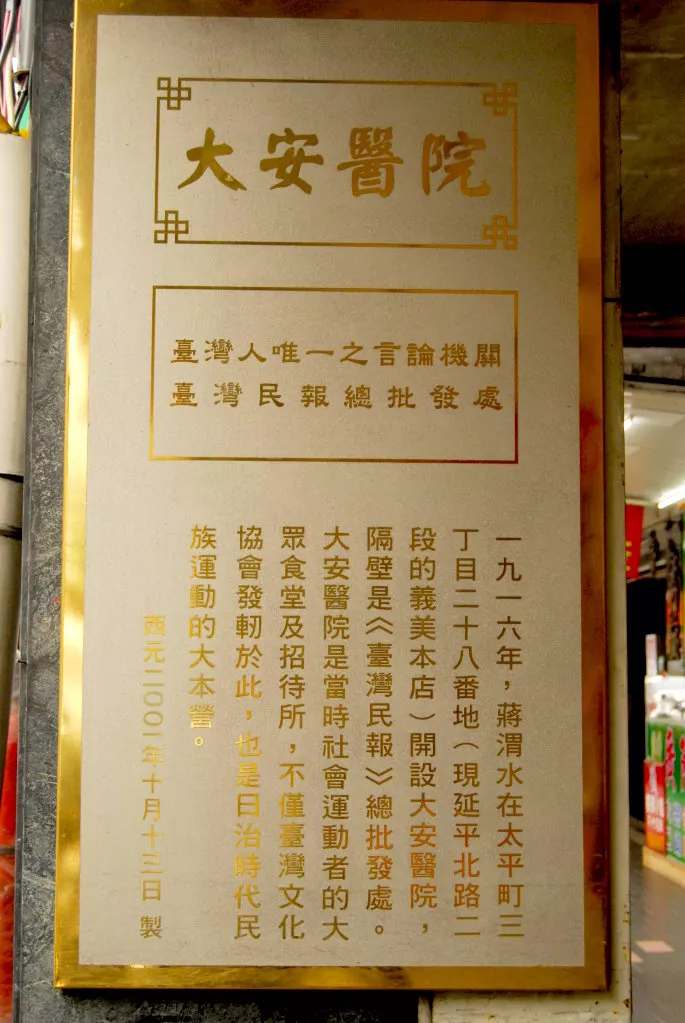 大安醫院
臺灣人唯一之言論機關
臺灣民報總批發處
一九一六年，蔣渭水在太平町三
丁目二十八番地（現延平北路二
段的義美本店）開設大安醫院，
隔壁是《臺灣民報》總批發處。
大安醫院是當時社會運動者的大
眾食堂及招待所，不僅臺灣文化
協會發軔於此，也是日治時代民
族運動的大本營。
西元二〇〇一年十月十三日 製